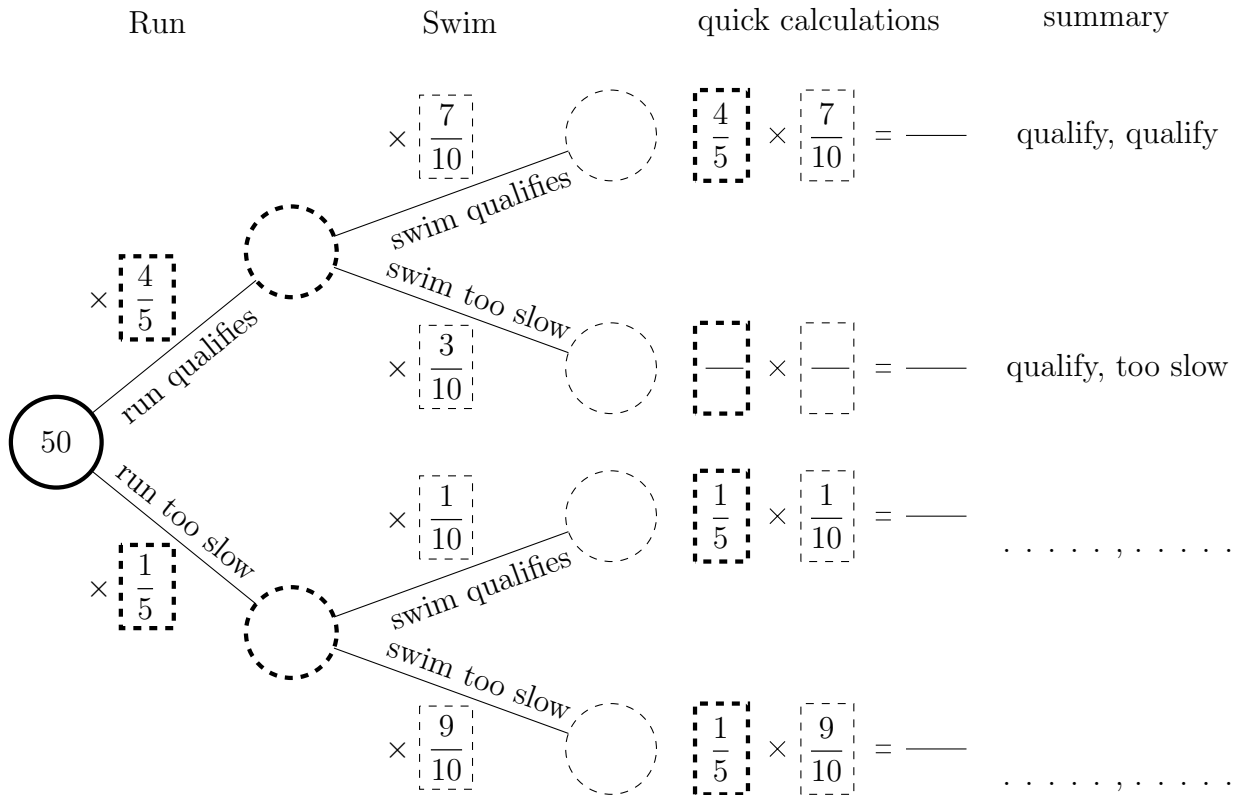 Run Swim quick calculations summary
× 7/10 4/5 × 7/10 = — qualify, qualify
swim qualifies
× 4/5
run qualifies
swim too slow
× 3/10 — × — = — qualify, too slow
50
run too slow
× 1/10 1/5 × 1/10 = — . . . . . , . . . . .
× 1/5
swim qualifies
swim too slow
× 9/10 1/5 × 9/10 = — . . . . . , . . . . .